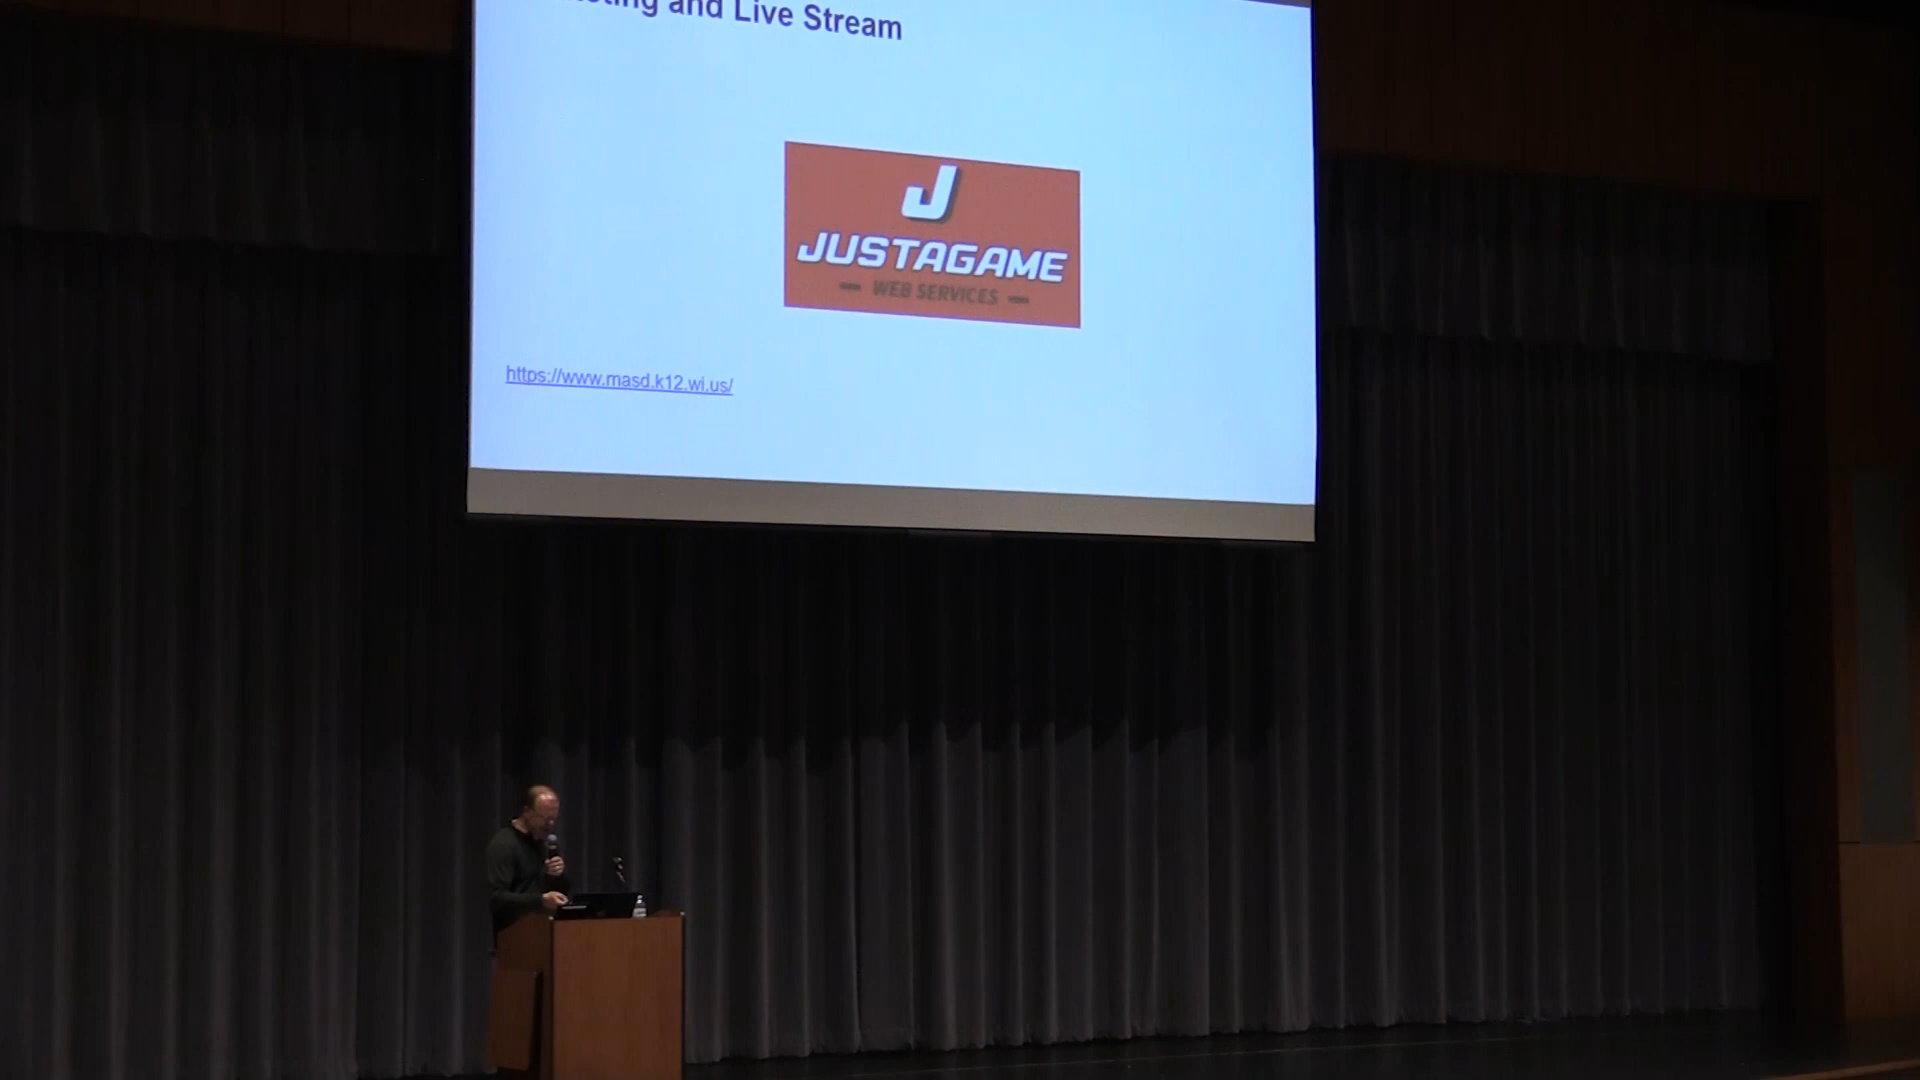 and Live Stream
J
JUSTAGAME
WEB SERVICES
https://www.masd.k12.wi.us/